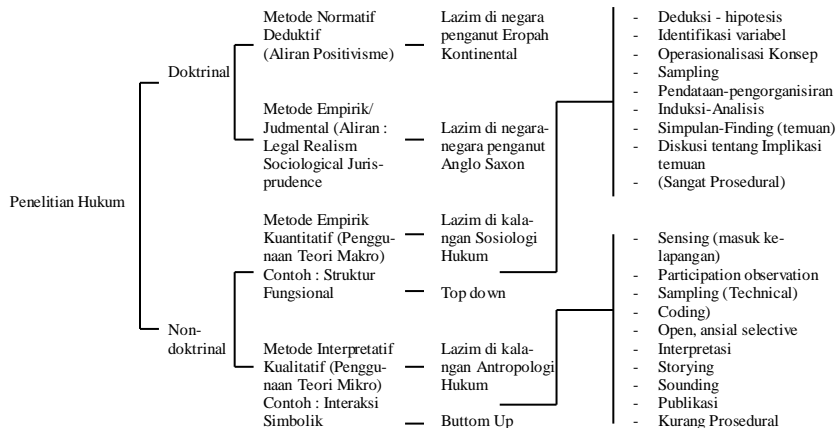 Penelitian Hukum
Doktrinal
Metode Normatif
Deduktif
(Aliran Positivisme)
Lazim di negara
penganut Eropah
Kontinental
Metode Empirik/
Judmental (Aliran :
Legal Realism
Sociological Juris-
prudence
Lazim di negara-
negara penganut
Anglo Saxon
Non-
doktrinal
Metode Empirik
Kuantitatif (Penggu-
naan Teori Makro)
Contoh : Struktur
Fungsional
Lazim di kala-
ngan Sosiologi
Hukum
Top down
- Deduksi - hipotesis
- Identifikasi variabel
- Operasionalisasi Konsep
- Sampling
- Pendataan-pengorganisiran
- Induksi-Analisis
- Simpulan-Finding (temuan)
- Diskusi tentang Implikasi
temuan
- (Sangat Prosedural)
Metode Interpretatif
Kualitatif (Penggu-
naan Teori Mikro)
Contoh : Interaksi
Simbolik
Lazim di kala-
ngan Antropologi
Hukum
Buttom Up
- Sensing (masuk ke-
lapangan)
- Participation observation
- Sampling (Technical)
- Coding)
- Open, ansial selective
- Interpretasi
- Storying
- Sounding
- Publikasi
- Kurang Prosedural